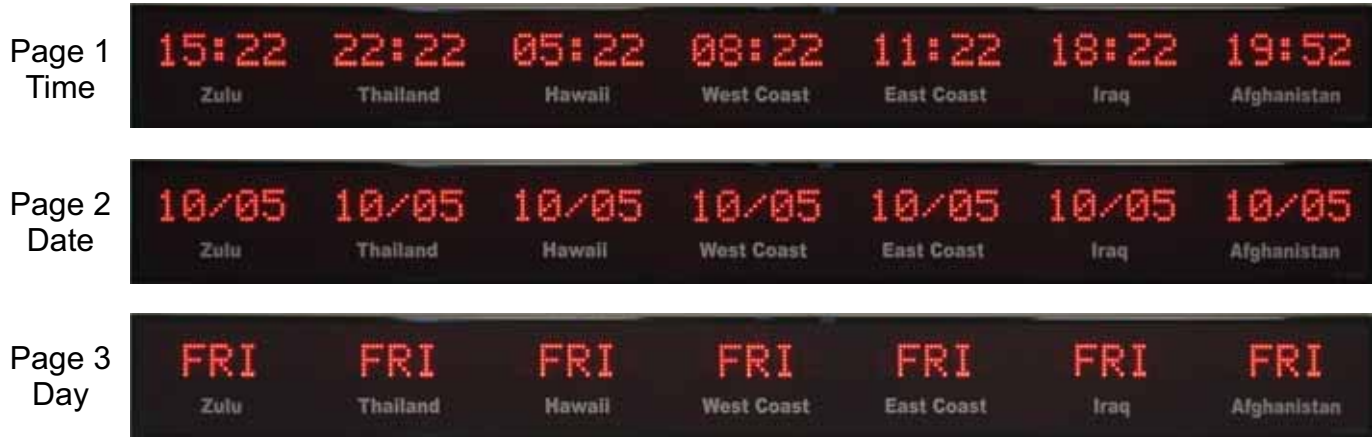 Page 1
Time
15:22 22:22 05:22 08:22 11:22 18:22 19:52
Zulu Thailand Hawaii West Coast East Coast Iraq Afghanistan
Page 2
Date
10/05 10/05 10/05 10/05 10/05 10/05 10/05
Zulu Thailand Hawaii West Coast East Coast Iraq Afghanistan
Page 3
Day
FRI FRI FRI FRI FRI FRI FRI
Zulu Thailand Hawaii West Coast East Coast Iraq Afghanistan